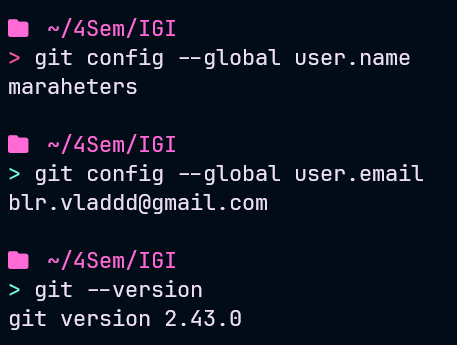 ~/4Sem/IGI
> git config --global user.name
maraheters
~/4Sem/IGI
> git config --global user.email
blr.vladdd@gmail.com
~/4Sem/IGI
> git --version
git version 2.43.0